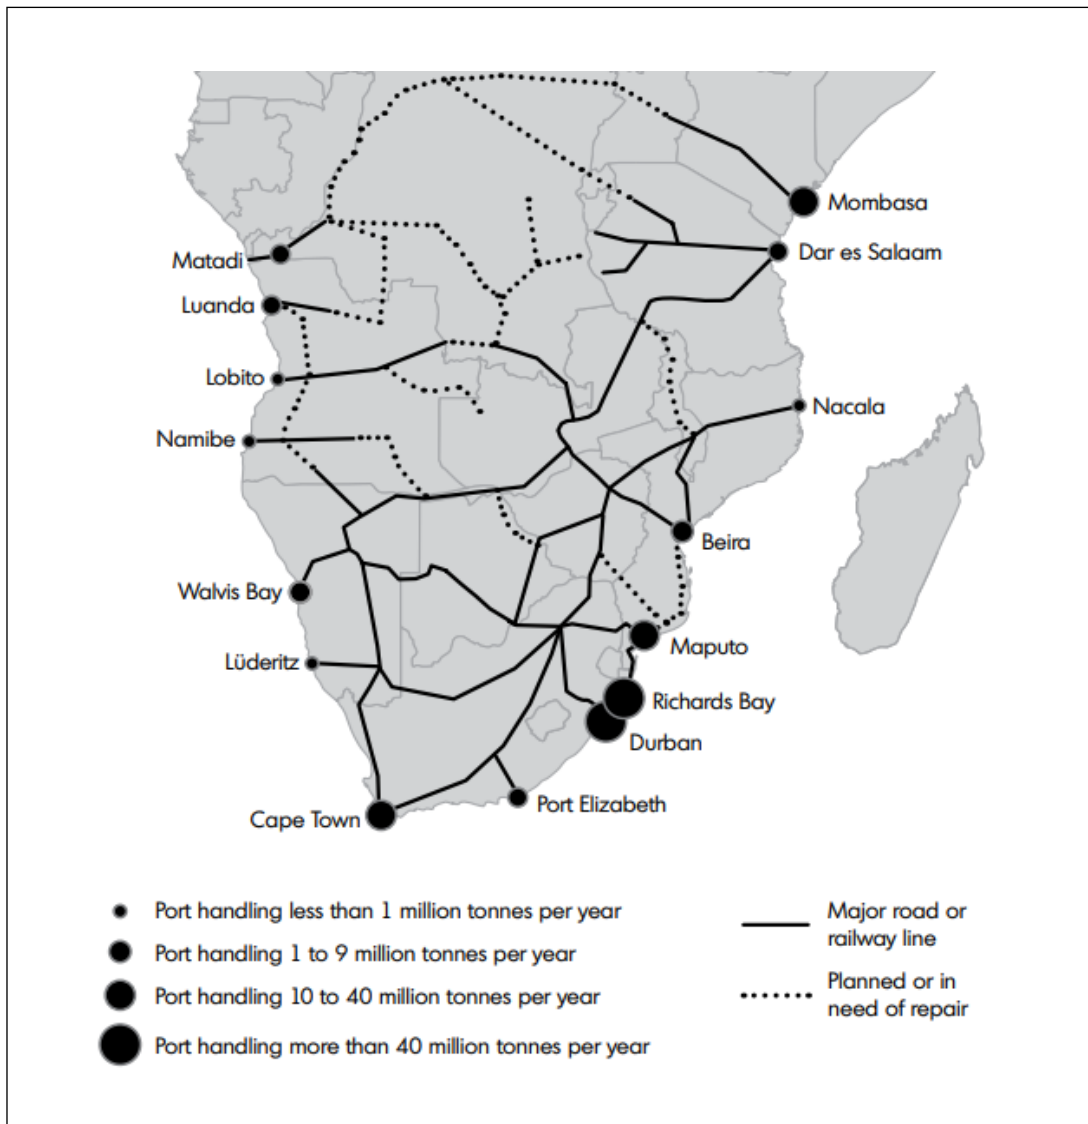 Mombasa
Dar es Salaam
Matadi
Luanda
Lobito
Nacala
Namibe
Beira
Walvis Bay
Maputo
Lüderitz
Richards Bay
Durban
Port Elizabeth
Cape Town
Port handling less than 1 million tonnes per year
Port handling 1 to 9 million tonnes per year
Port handling 10 to 40 million tonnes per year
Port handling more than 40 million tonnes per year
Major road or
railway line
Planned or in
need of repair